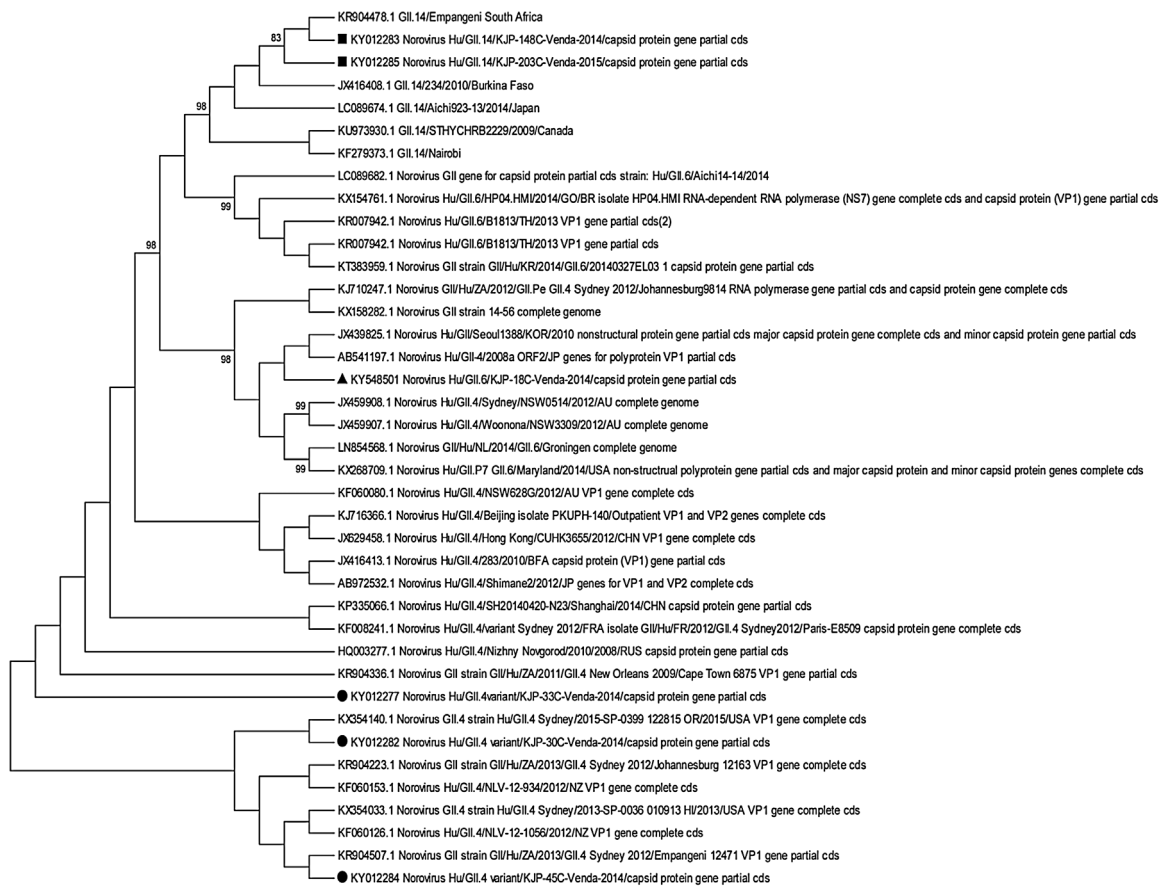 KR904478.1 GII.14/Empangeni South Africa
83
KY012283 Norovirus Hu/GII.14/KJP-148C-Venda-2014/capsid protein gene partial cds
KY012285 Norovirus Hu/GII.14/KJP-203C-Venda-2015/capsid protein gene partial cds
JX416408.1 GII.14/234/2010/Burkina Faso
98
LC089674.1 GII.14/Aichi923-13/2014/Japan
KU973930.1 GII.14/STHYCHRB2229/2009/Canada
KF279373.1 GII.14/Nairobi
LC089682.1 Norovirus GII gene for capsid protein partial cds strain: Hu/GII.6/Aichi14-14/2014
99
KX154761.1 Norovirus Hu/GII.6/HP04.HMI/2014/GO/BR isolate HP04.HMI RNA-dependent RNA polymerase (NS7) gene complete cds and capsid protein (VP1) gene partial cds
KR007942.1 Norovirus Hu/GII.6/B1813/TH/2013 VP1 gene partial cds(2)
98
KR007942.1 Norovirus Hu/GII.6/B1813/TH/2013 VP1 gene partial cds
KT383959.1 Norovirus GII strain GII/Hu/KR/2014/GII.6/20140327EL03 1 capsid protein gene partial cds
KJ710247.1 Norovirus GII/Hu/ZA/2012/GII.Pe GII.4 Sydney 2012/Johannesburg9814 RNA polymerase gene partial cds and capsid protein gene complete cds
KX158282.1 Norovirus GII strain 14-56 complete genome
JX439825.1 Norovirus Hu/GII/Seoul1388/KOR/2010 nonstructural protein gene partial cds major capsid protein gene complete cds and minor capsid protein gene partial cds
98
AB541197.1 Norovirus Hu/GII-4/2008a ORF2/JP genes for polyprotein VP1 partial cds
KY548501 Norovirus Hu/GII.6/KJP-18C-Venda-2014/capsid protein gene partial cds
99
JX459908.1 Norovirus Hu/GII.4/Sydney/NSW0514/2012/AU complete genome
JX459907.1 Norovirus Hu/GII.4/Woonona/NSW3309/2012/AU complete genome
LN854568.1 Norovirus GII/Hu/NL/2014/GII.6/Groningen complete genome
99
KX268709.1 Norovirus Hu/GII.P7 GII.6/Maryland/2014/USA non-structrual polyprotein gene partial cds and major capsid protein and minor capsid protein genes complete cds
KF060080.1 Norovirus Hu/GII.4/NSW628G/2012/AU VP1 gene complete cds
KJ716366.1 Norovirus Hu/GII.4/Beijing isolate PKUPH-140/Outpatient VP1 and VP2 genes complete cds
JX629458.1 Norovirus Hu/GII.4/Hong Kong/CUHK3655/2012/CHN VP1 gene complete cds
JX416413.1 Norovirus Hu/GII.4/283/2010/BFA capsid protein (VP1) gene partial cds
AB972532.1 Norovirus Hu/GII.4/Shimane2/2012/JP genes for VP1 and VP2 complete cds
KP335066.1 Norovirus Hu/GII.4/SH20140420-N23/Shanghai/2014/CHN capsid protein gene partial cds
KF008241.1 Norovirus Hu/GII.4/variant Sydney 2012/FRA isolate GII/Hu/FR/2012/GII.4 Sydney2012/Paris-E8509 capsid protein gene complete cds
HQ003277.1 Norovirus Hu/GII.4/Nizhny Novgorod/2010/2008/RUS capsid protein gene partial cds
KR904336.1 Norovirus GII strain GII/Hu/ZA/2011/GII.4 New Orleans 2009/Cape Town 6875 VP1 gene partial cds
KY012277 Norovirus Hu/GII.4variant/KJP-33C-Venda-2014/capsid protein gene partial cds
KX354140.1 Norovirus GII.4 strain Hu/GII.4 Sydney/2015-SP-0399 122815 OR/2015/USA VP1 gene complete cds
KY012282 Norovirus Hu/GII.4 variant/KJP-30C-Venda-2014/capsid protein gene partial cds
KR904223.1 Norovirus GII strain GII/Hu/ZA/2013/GII.4 Sydney 2012/Johannesburg 12163 VP1 gene complete cds
KF060153.1 Norovirus Hu/GII.4/NLV-12-934/2012/NZ VP1 gene complete cds
KX354033.1 Norovirus GII.4 strain Hu/GII.4 Sydney/2013-SP-0036 010913 HI/2013/USA VP1 gene complete cds
KF060126.1 Norovirus Hu/GII.4/NLV-12-1056/2012/NZ VP1 gene complete cds
KR904507.1 Norovirus GII strain GII/Hu/ZA/2013/GII.4 Sydney 2012/Empangeni 12471 VP1 gene partial cds
KY012284 Norovirus Hu/GII.4 variant/KJP-45C-Venda-2014/capsid protein gene partial cds